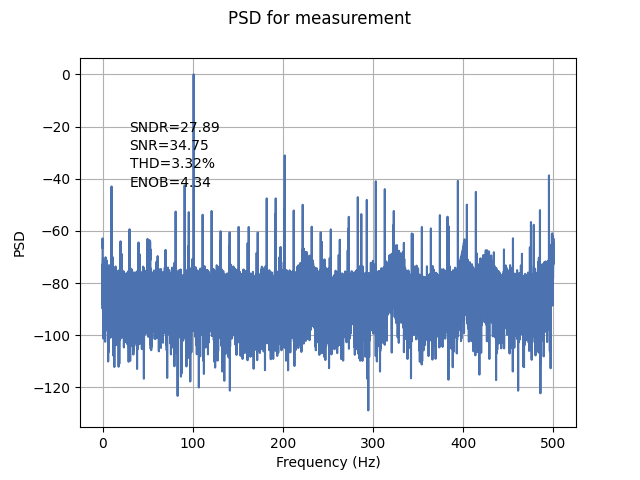 PSD for measurement
0
−20
−40
−60
−80
−100
−120
PSD
SNDR=27.89
SNR=34.75
THD=3.32%
ENOB=4.34
0
100
200
300
400
500
Frequency (Hz)